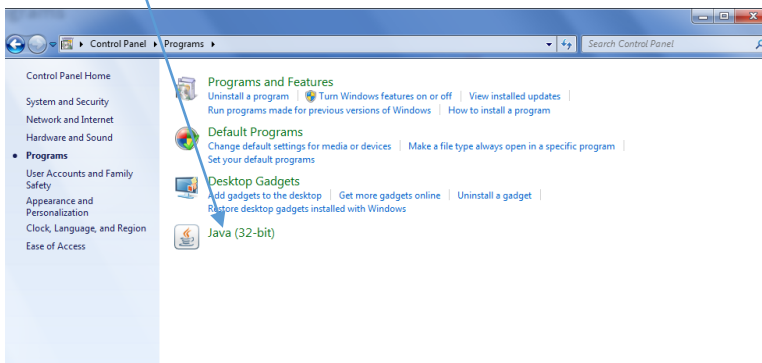 Control Panel ▸ Programs ▸
Search Control Panel
Control Panel Home
System and Security
Network and Internet
Hardware and Sound
Programs
User Accounts and Family
Safety
Appearance and
Personalization
Clock, Language, and Region
Ease of Access
Programs and Features
Uninstall a program
Turn Windows features on or off
View installed updates
Run programs made for previous versions of Windows
How to install a program
Default Programs
Change default settings for media or devices
Make a file type always open in a specific program
Set your default programs
Desktop Gadgets
Add gadgets to the desktop
Get more gadgets online
Uninstall a gadget
Restore desktop gadgets installed with Windows
Java (32-bit)